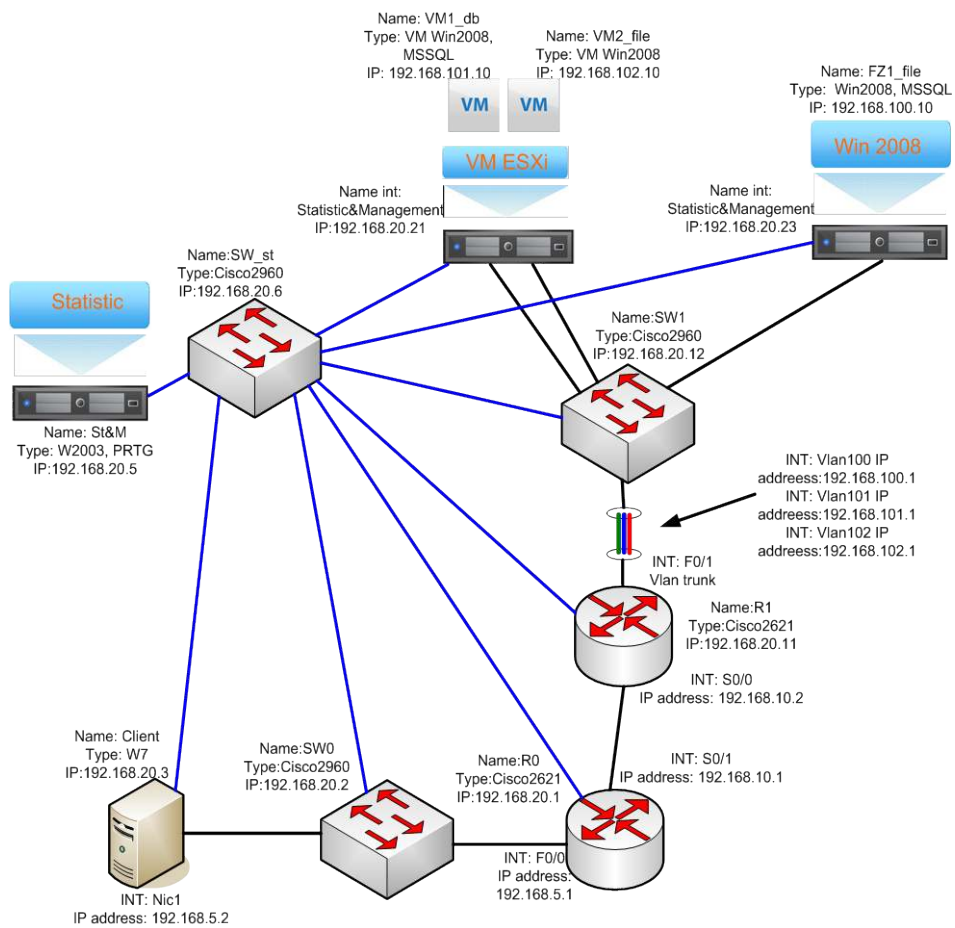 Name: VM1_db
Type: VM Win2008,
MSSQL
IP: 192.168.101.10
Name: VM2_file
Type: VM Win2008
IP: 192.168.102.10
Name: FZ1_file
Type: Win2008, MSSQL
IP: 192.168.100.10
VM
VM
VM ESXi
Win 2008
Name int:
Statistic&Management
IP:192.168.20.21
Name int:
Statistic&Management
IP:192.168.20.23
Name:SW_st
Type:Cisco2960
IP:192.168.20.6
Statistic
Name:SW1
Type:Cisco2960
IP:192.168.20.12
Name: St&M
Type: W2003, PRTG
IP:192.168.20.5
INT: Vlan100 IP
addreess:192.168.100.1
INT: Vlan101 IP
addreess:192.168.101.1
INT: Vlan102 IP
addreess:192.168.102.1
INT: F0/1
Vlan trunk
Name:R1
Type:Cisco2621
IP:192.168.20.11
INT: S0/0
IP address: 192.168.10.2
Name: Client
Type: W7
IP:192.168.20.3
Name:SW0
Type:Cisco2960
IP:192.168.20.2
Name:R0
Type:Cisco2621
IP:192.168.20.1
INT: S0/1
IP address: 192.168.10.1
INT: F0/0
IP address:
192.168.5.1
INT: Nic1
IP address: 192.168.5.2